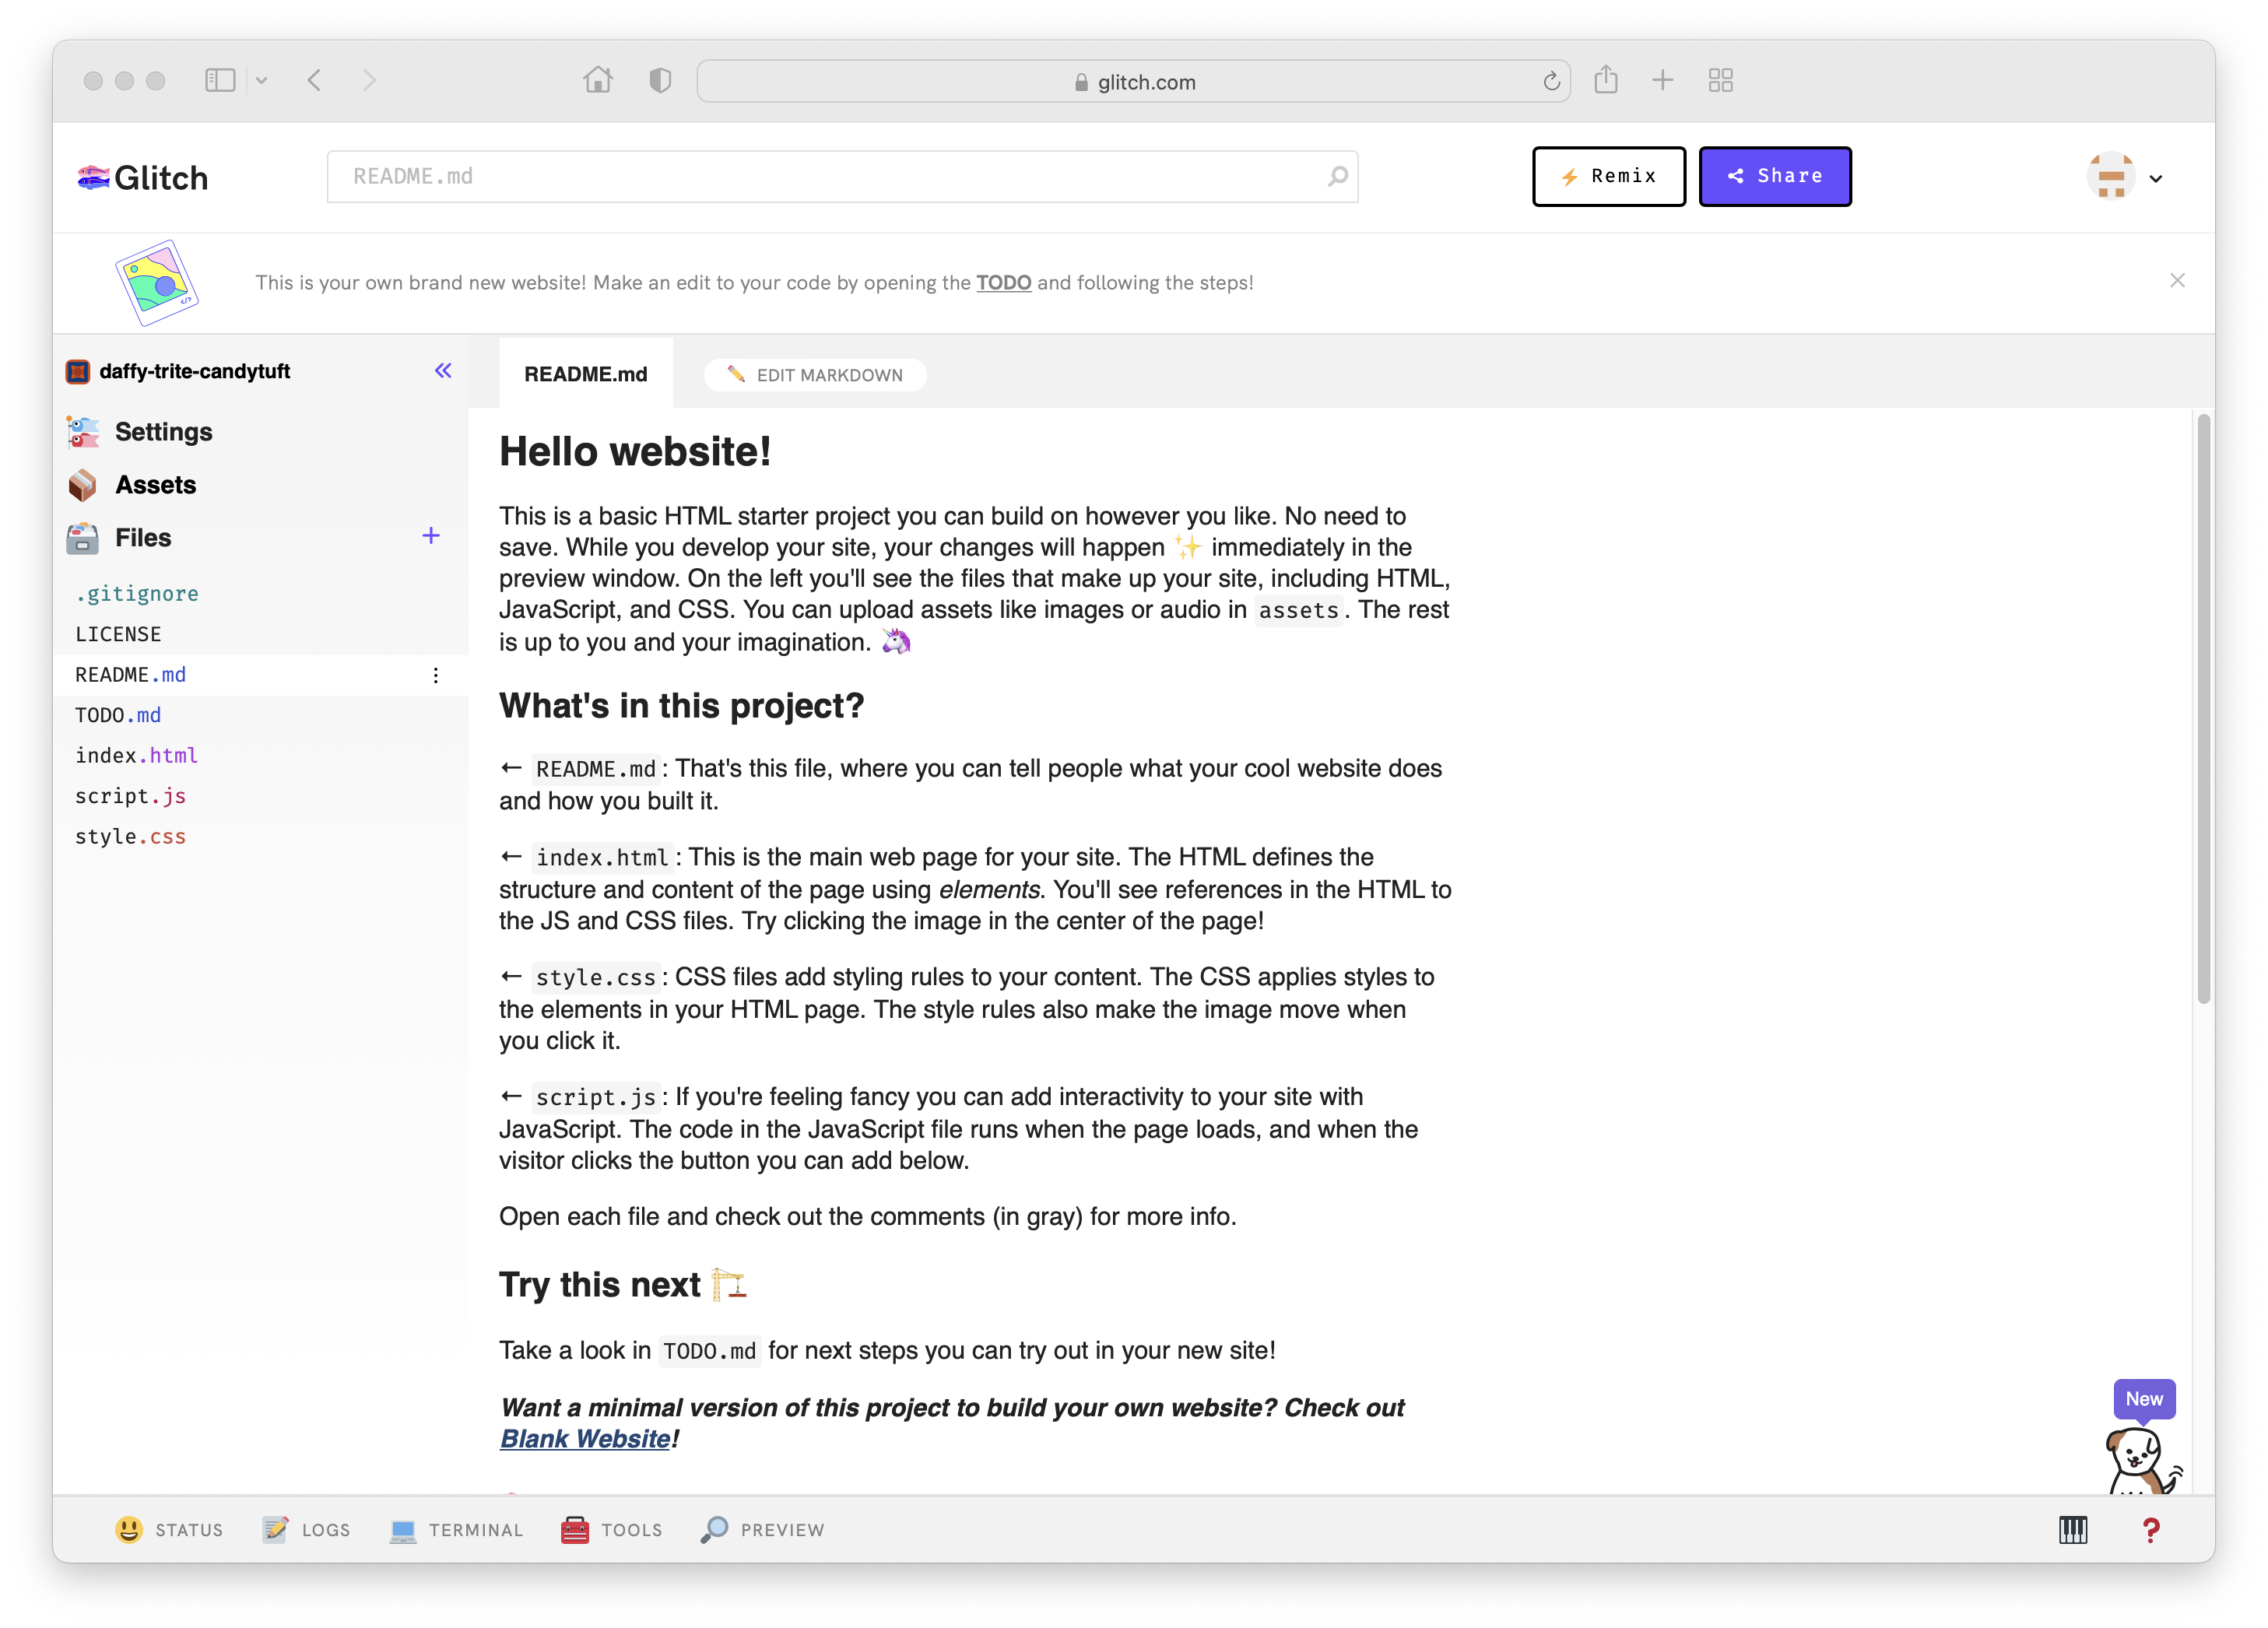 glitch.com
Glitch
README.md
Remix
Share
This is your own brand new website! Make an edit to your code by opening the TODO and following the steps!
daffy-trite-candytuft
Settings
Assets
Files
.gitignore
LICENSE
README.md
TODO.md
index.html
script.js
style.css
README.md
EDIT MARKDOWN
Hello website!
This is a basic HTML starter project you can build on however you like. No need to
save. While you develop your site, your changes will happen ✨ immediately in the
preview window. On the left you'll see the files that make up your site, including HTML,
JavaScript, and CSS. You can upload assets like images or audio in assets. The rest
is up to you and your imagination. 🦄
What's in this project?
← README.md: That's this file, where you can tell people what your cool website does
and how you built it.
← index.html: This is the main web page for your site. The HTML defines the
structure and content of the page using elements. You'll see references in the HTML to
the JS and CSS files. Try clicking the image in the center of the page!
← style.css: CSS files add styling rules to your content. The CSS applies styles to
the elements in your HTML page. The style rules also make the image move when
you click it.
← script.js: If you're feeling fancy you can add interactivity to your site with
JavaScript. The code in the JavaScript file runs when the page loads, and when the
visitor clicks the button you can add below.
Open each file and check out the comments (in gray) for more info.
Try this next 🏗️
Take a look in TODO.md for next steps you can try out in your new site!
Want a minimal version of this project to build your own website? Check out
Blank Website!
New
STATUS
LOGS
TERMINAL
TOOLS
PREVIEW
?